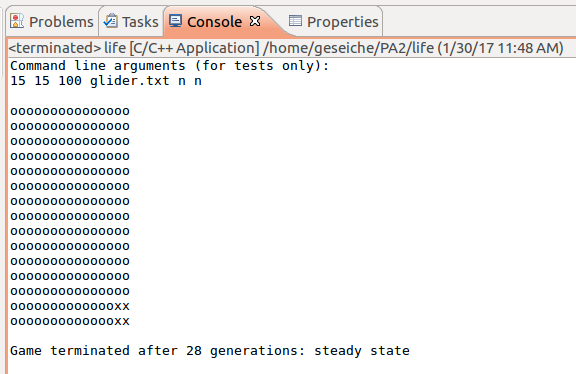 Problems Tasks Console Properties
<terminated> life [C/C++ Application] /home/geseiche/PA2/life (1/30/17 11:48 AM)
Command line arguments (for tests only):
15 15 100 glider.txt n n
ooooooooooooooo
ooooooooooooooo
ooooooooooooooo
ooooooooooooooo
ooooooooooooooo
ooooooooooooooo
ooooooooooooooo
ooooooooooooooo
ooooooooooooooo
ooooooooooooooo
ooooooooooooooo
ooooooooooooooo
ooooooooooooooo
oooooooooooooxx
oooooooooooooxx
Game terminated after 28 generations: steady state